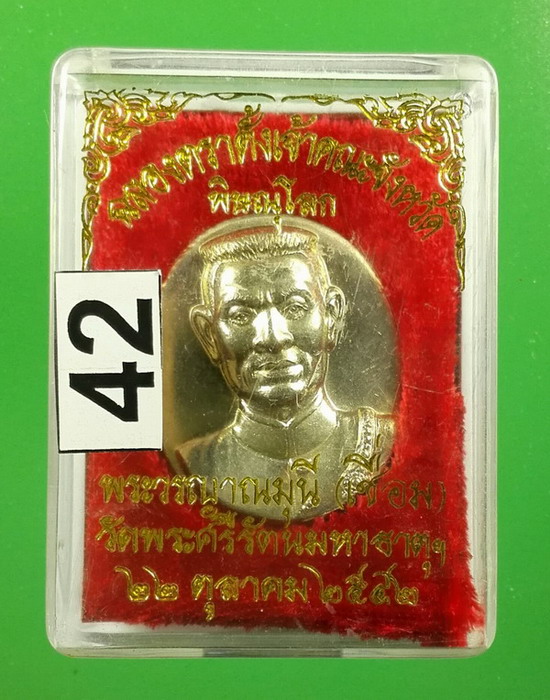 ฉลองตราตั้งเจ้าคณะจังหวัด
พิษณุโลก
42
พระวรญาณมุนี (เชื่อม)
วัดพระศรีรัตนมหาธาตุฯ
๒๒ ตุลาคม ๒๕๕๒